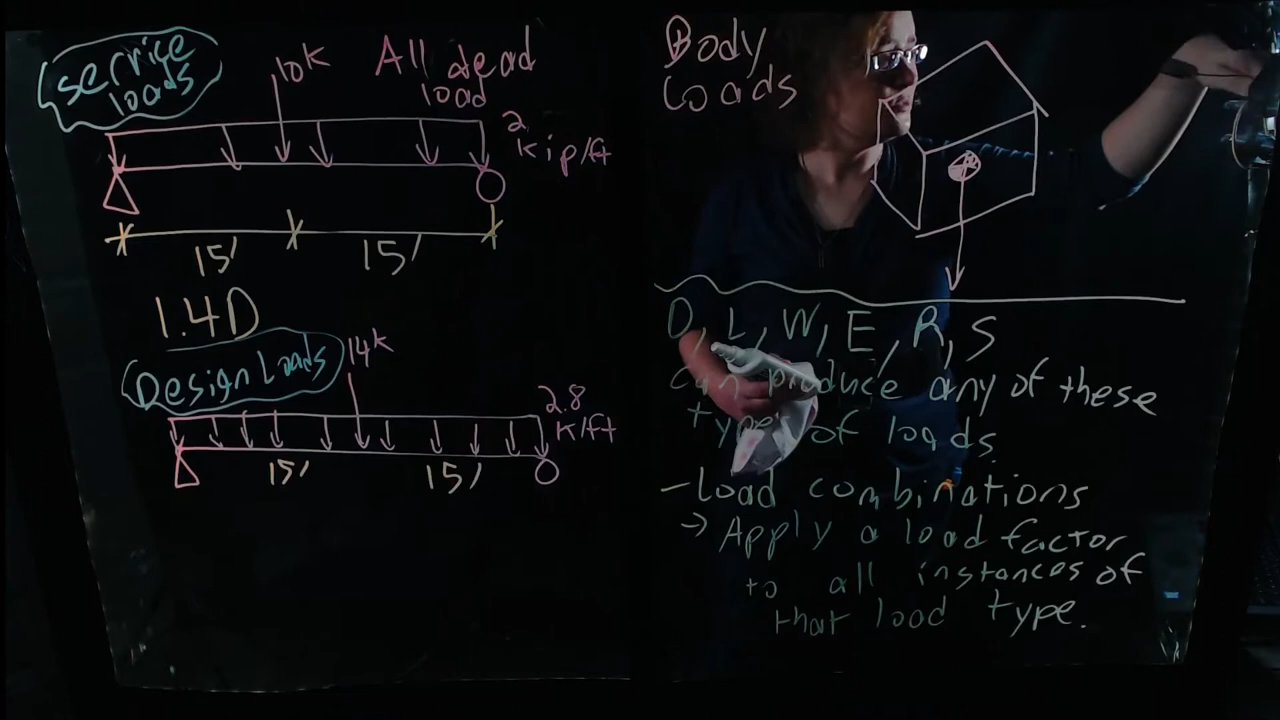 Service
loads
10k
All dead
load
2
kip/ft
15'
15'
1.4D
Design Loads
14k
2.8
k/ft
15'
15'
Body
Loads
D, L, W, E, R, S
can produce any of these
types of loads.
- Load combinations
→ Apply a load factor
to all instances of
that load type.